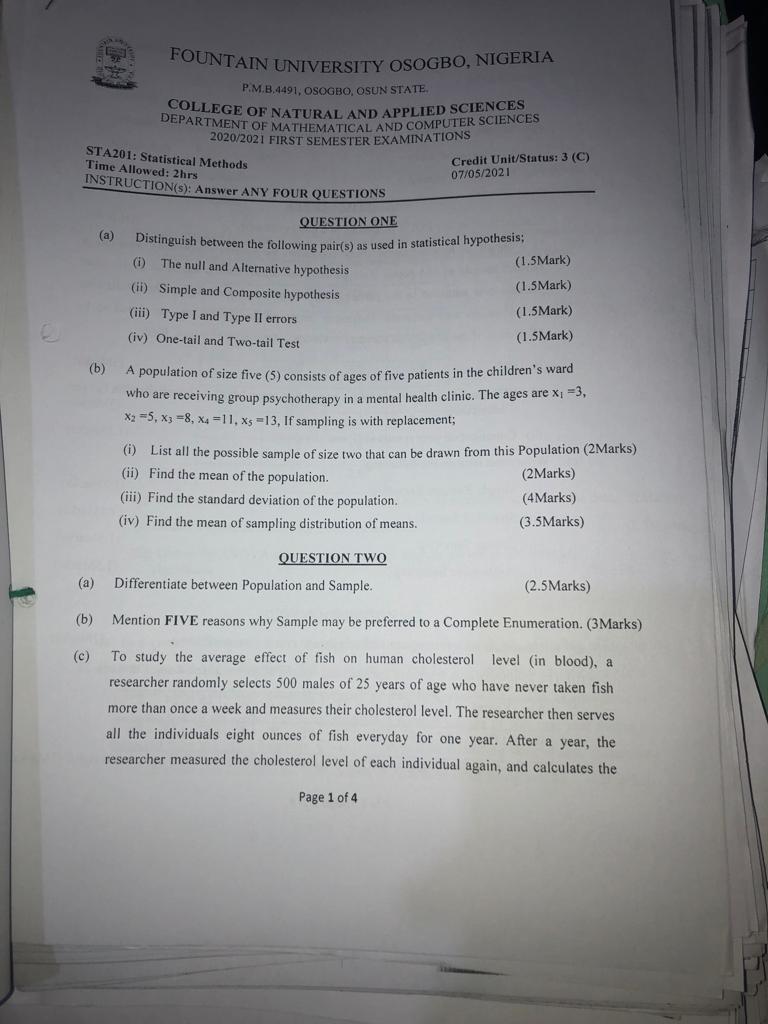 FOUNTAIN UNIVERSITY OSOGBO, NIGERIA
P.M.B.4491, OSOGBO, OSUN STATE.
COLLEGE OF NATURAL AND APPLIED SCIENCES
DEPARTMENT OF MATHEMATICAL AND COMPUTER SCIENCES
2020/2021 FIRST SEMESTER EXAMINATIONS
STA201: Statistical Methods Credit Unit/Status: 3 (C)
Time Allowed: 2hrs 07/05/2021
INSTRUCTION(s): Answer ANY FOUR QUESTIONS
QUESTION ONE
(a) Distinguish between the following pair(s) as used in statistical hypothesis;
(i) The null and Alternative hypothesis (1.5Mark)
(ii) Simple and Composite hypothesis (1.5Mark)
(iii) Type I and Type II errors (1.5Mark)
(iv) One-tail and Two-tail Test (1.5Mark)
(b) A population of size five (5) consists of ages of five patients in the children's ward
who are receiving group psychotherapy in a mental health clinic. The ages are x₁ =3,
x₂ =5, x₃ =8, x₄ =11, x₅ =13, If sampling is with replacement;
(i) List all the possible sample of size two that can be drawn from this Population (2Marks)
(ii) Find the mean of the population. (2Marks)
(iii) Find the standard deviation of the population. (4Marks)
(iv) Find the mean of sampling distribution of means. (3.5Marks)
QUESTION TWO
(a) Differentiate between Population and Sample. (2.5Marks)
(b) Mention FIVE reasons why Sample may be preferred to a Complete Enumeration. (3Marks)
(c) To study the average effect of fish on human cholesterol level (in blood), a
researcher randomly selects 500 males of 25 years of age who have never taken fish
more than once a week and measures their cholesterol level. The researcher then serves
all the individuals eight ounces of fish everyday for one year. After a year, the
researcher measured the cholesterol level of each individual again, and calculates the
Page 1 of 4